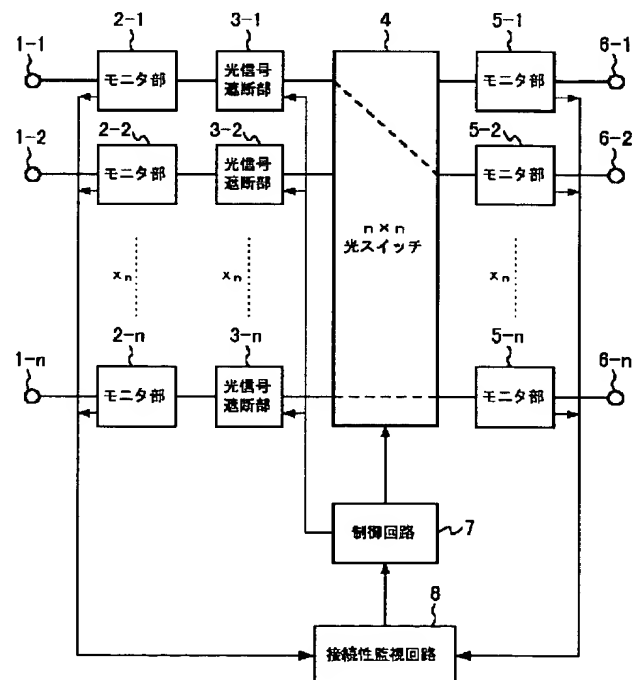 2-1 3-1 4 5-1
1-1 6-1
モニタ部 光信号
遮断部 モニタ部
1-2 2-2 3-2 5-2 6-2
モニタ部 光信号
遮断部 モニタ部
n×n
光スイッチ
xn xn xn
2-n 3-n 5-n
1-n 6-n
モニタ部 光信号
遮断部 モニタ部
制御回路 7
8
接続性監視回路